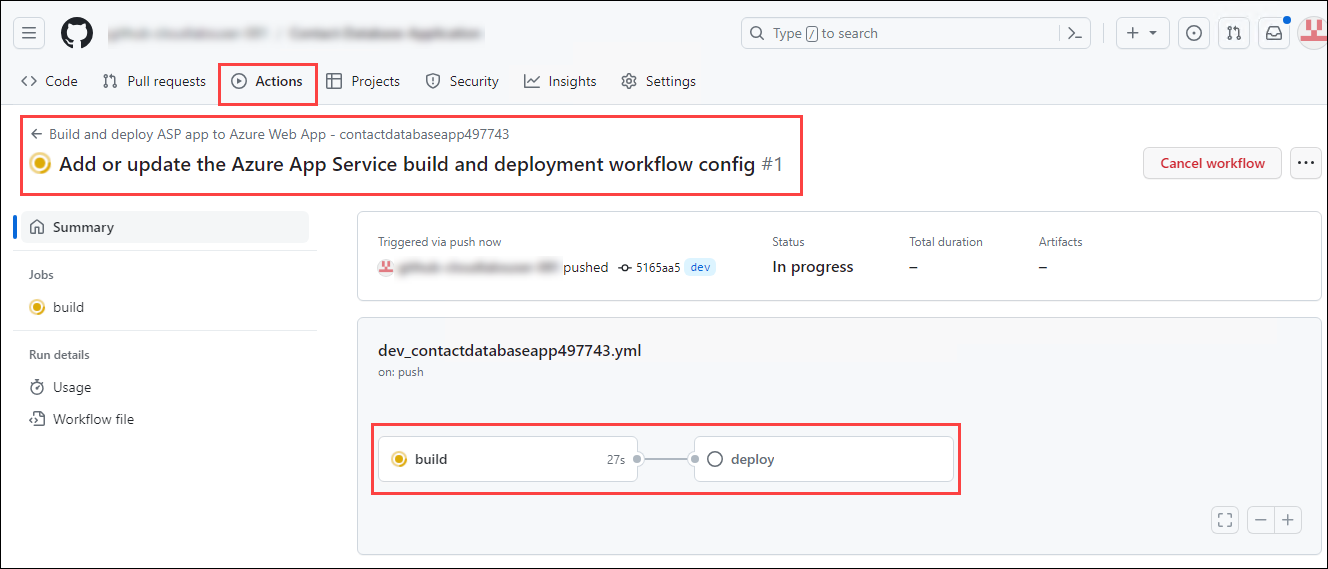 Type / to search
Code
Pull requests
Actions
Projects
Security
Insights
Settings
Build and deploy ASP app to Azure Web App - contactdatabaseapp497743
Add or update the Azure App Service build and deployment workflow config #1
Cancel workflow
Summary
Jobs
build
Run details
Usage
Workflow file
Triggered via push now
pushed 5165aa5 dev
Status
In progress
Total duration
–
Artifacts
–
dev_contactdatabaseapp497743.yml
on: push
build 27s
deploy